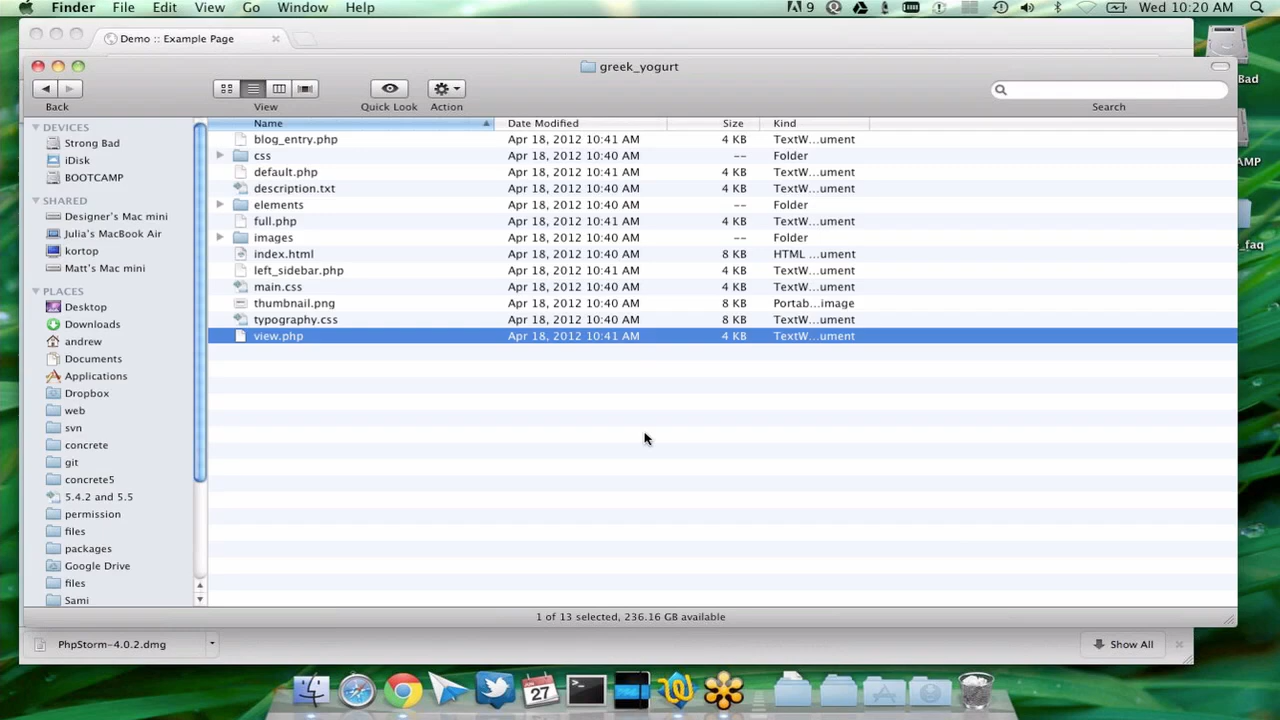 Finder File Edit View Go Window Help 9 Wed 10:20 AM
Demo :: Example Page
greek_yogurt
Back View Quick Look Action Search
Name Date Modified Size Kind
blog_entry.php Apr 18, 2012 10:41 AM 4 KB TextW...ument
css Apr 18, 2012 10:40 AM -- Folder
default.php Apr 18, 2012 10:41 AM 4 KB TextW...ument
description.txt Apr 18, 2012 10:40 AM 4 KB TextW...ument
elements Apr 18, 2012 10:40 AM -- Folder
full.php Apr 18, 2012 10:41 AM 4 KB TextW...ument
images Apr 18, 2012 10:40 AM -- Folder
index.html Apr 18, 2012 10:40 AM 8 KB HTML ...ument
left_sidebar.php Apr 18, 2012 10:41 AM 4 KB TextW...ument
main.css Apr 18, 2012 10:40 AM 4 KB TextW...ument
thumbnail.png Apr 18, 2012 10:40 AM 8 KB Portab...image
typography.css Apr 18, 2012 10:40 AM 8 KB TextW...ument
view.php Apr 18, 2012 10:41 AM 4 KB TextW...ument
DEVICES
Strong Bad
iDisk
BOOTCAMP
SHARED
Designer's Mac mini
Julia's MacBook Air
kortop
Matt's Mac mini
PLACES
Desktop
Downloads
andrew
Documents
Applications
Dropbox
web
svn
concrete
git
concrete5
5.4.2 and 5.5
permission
files
packages
Google Drive
files
Sami
1 of 13 selected, 236.16 GB available
Bad
AMP
_faq
PhpStorm-4.0.2.dmg Show All
JUN
27